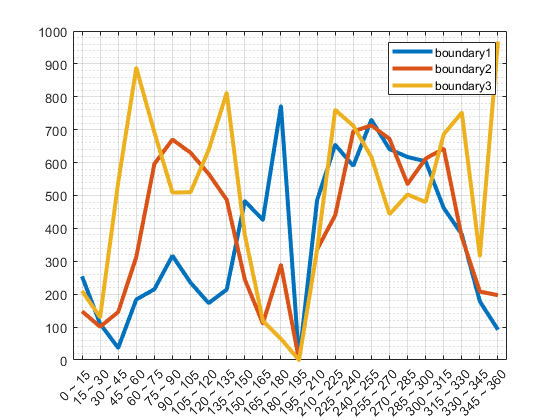 boundary1
boundary2
boundary3
1000
900
800
700
600
500
400
300
200
100
0
0 ~ 15
15 ~ 30
30 ~ 45
45 ~ 60
60 ~ 75
75 ~ 90
90 ~ 105
105 ~ 120
120 ~ 135
135 ~ 150
150 ~ 165
165 ~ 180
180 ~ 195
195 ~ 210
210 ~ 225
225 ~ 240
240 ~ 255
255 ~ 270
270 ~ 285
285 ~ 300
300 ~ 315
315 ~ 330
330 ~ 345
345 ~ 360